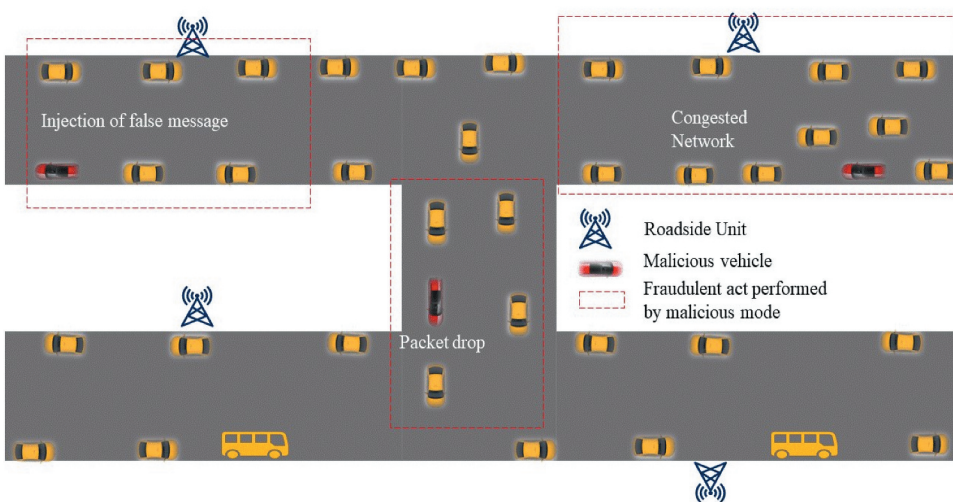 Injection of false message
Congested
Network
Roadside Unit
Malicious vehicle
Fraudulent act performed
by malicious mode
Packet drop